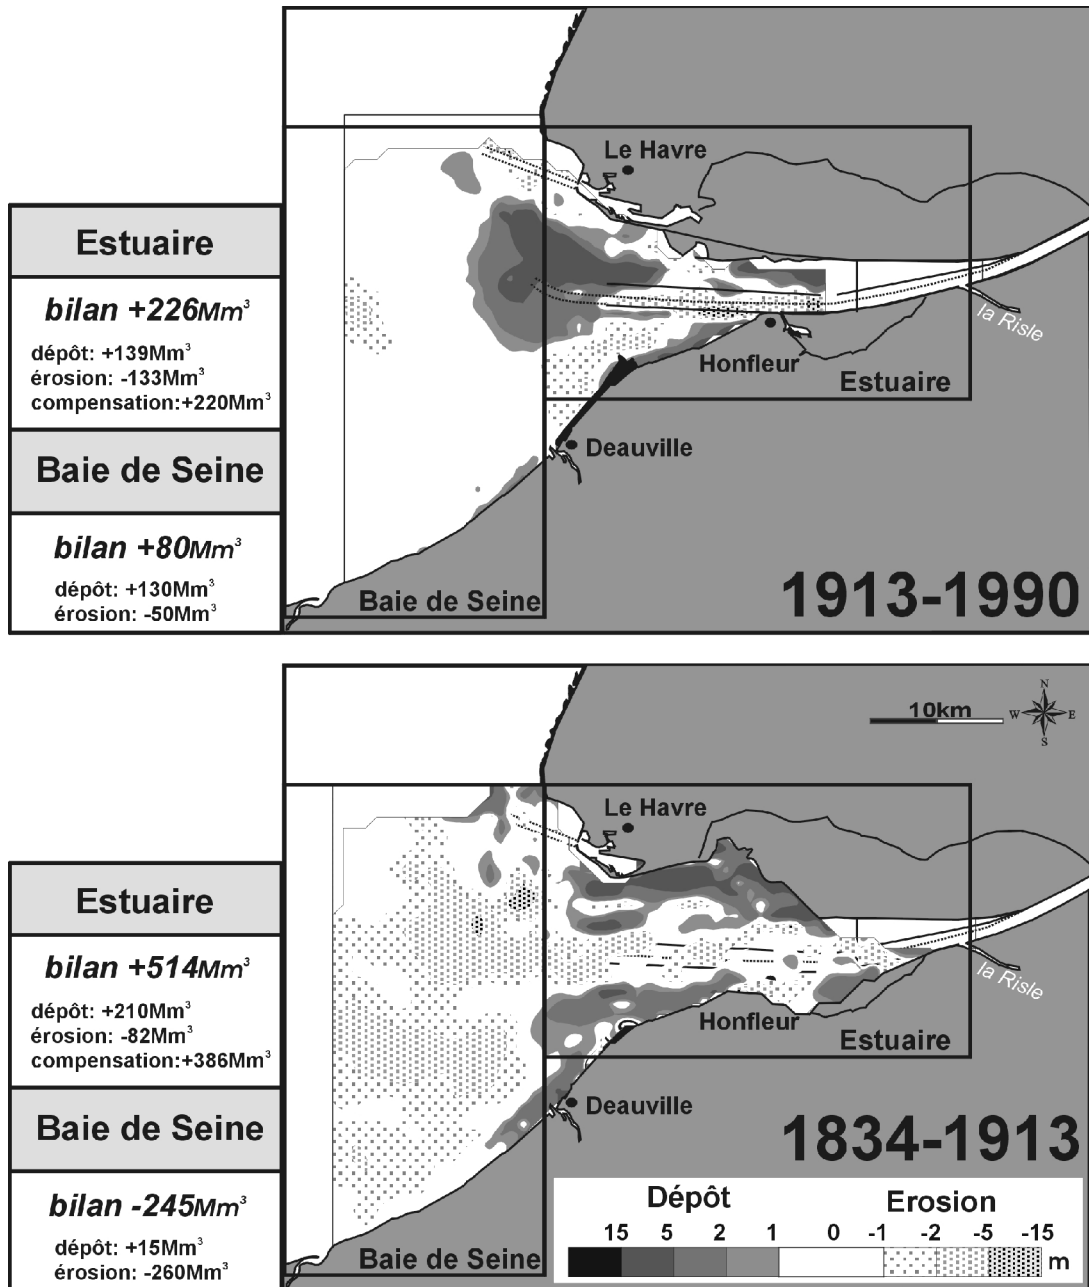 Estuaire
bilan +226Mm³
dépôt: +139Mm³
érosion: -133Mm³
compensation:+220Mm³
Baie de Seine
bilan +80Mm³
dépôt: +130Mm³
érosion: -50Mm³
Le Havre
la Risle
Honfleur
Estuaire
Deauville
Baie de Seine
1913-1990
10km
N
W
E
S
Estuaire
bilan +514Mm³
dépôt: +210Mm³
érosion: -82Mm³
compensation:+386Mm³
Baie de Seine
bilan -245Mm³
dépôt: +15Mm³
érosion: -260Mm³
Le Havre
la Risle
Honfleur
Estuaire
Deauville
Baie de Seine
1834-1913
Dépôt Erosion
15 5 2 1 0 -1 -2 -5 -15
m